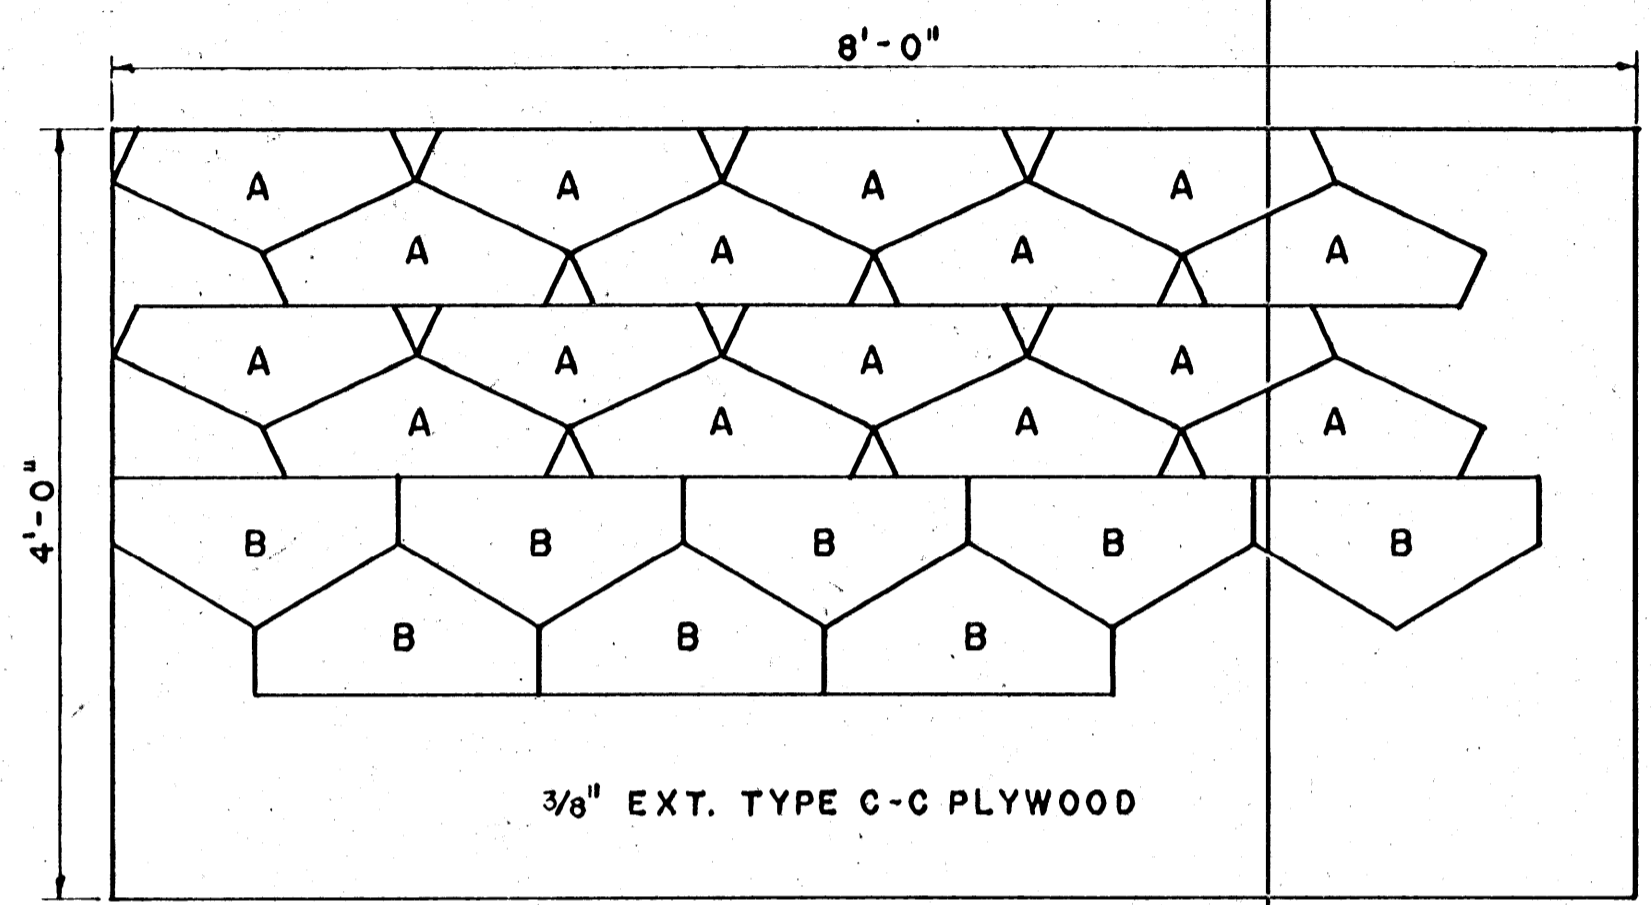 8'-0"
4'-0"
A A A A
A A A A
A A A A
A A A A
B B B B B
B B B
3/8" EXT. TYPE C-C PLYWOOD